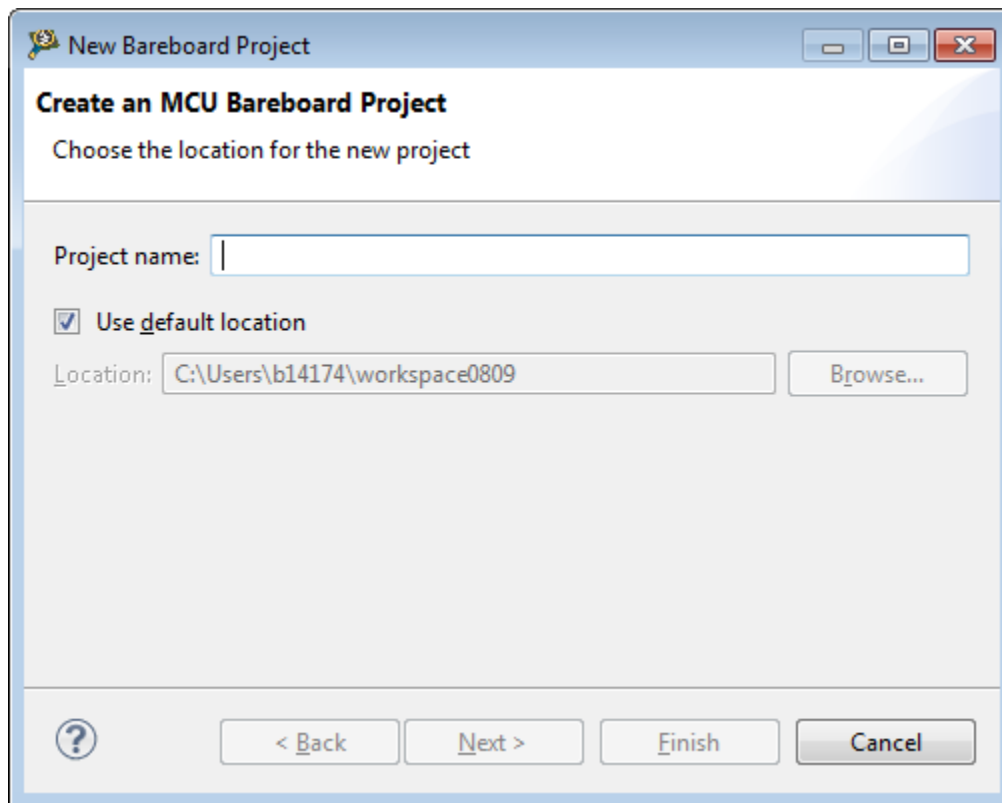 New Bareboard Project
Create an MCU Bareboard Project
Choose the location for the new project
Project name:
Use default location
Location: C:\Users\b14174\workspace0809 Browse...
? < Back Next > Finish Cancel